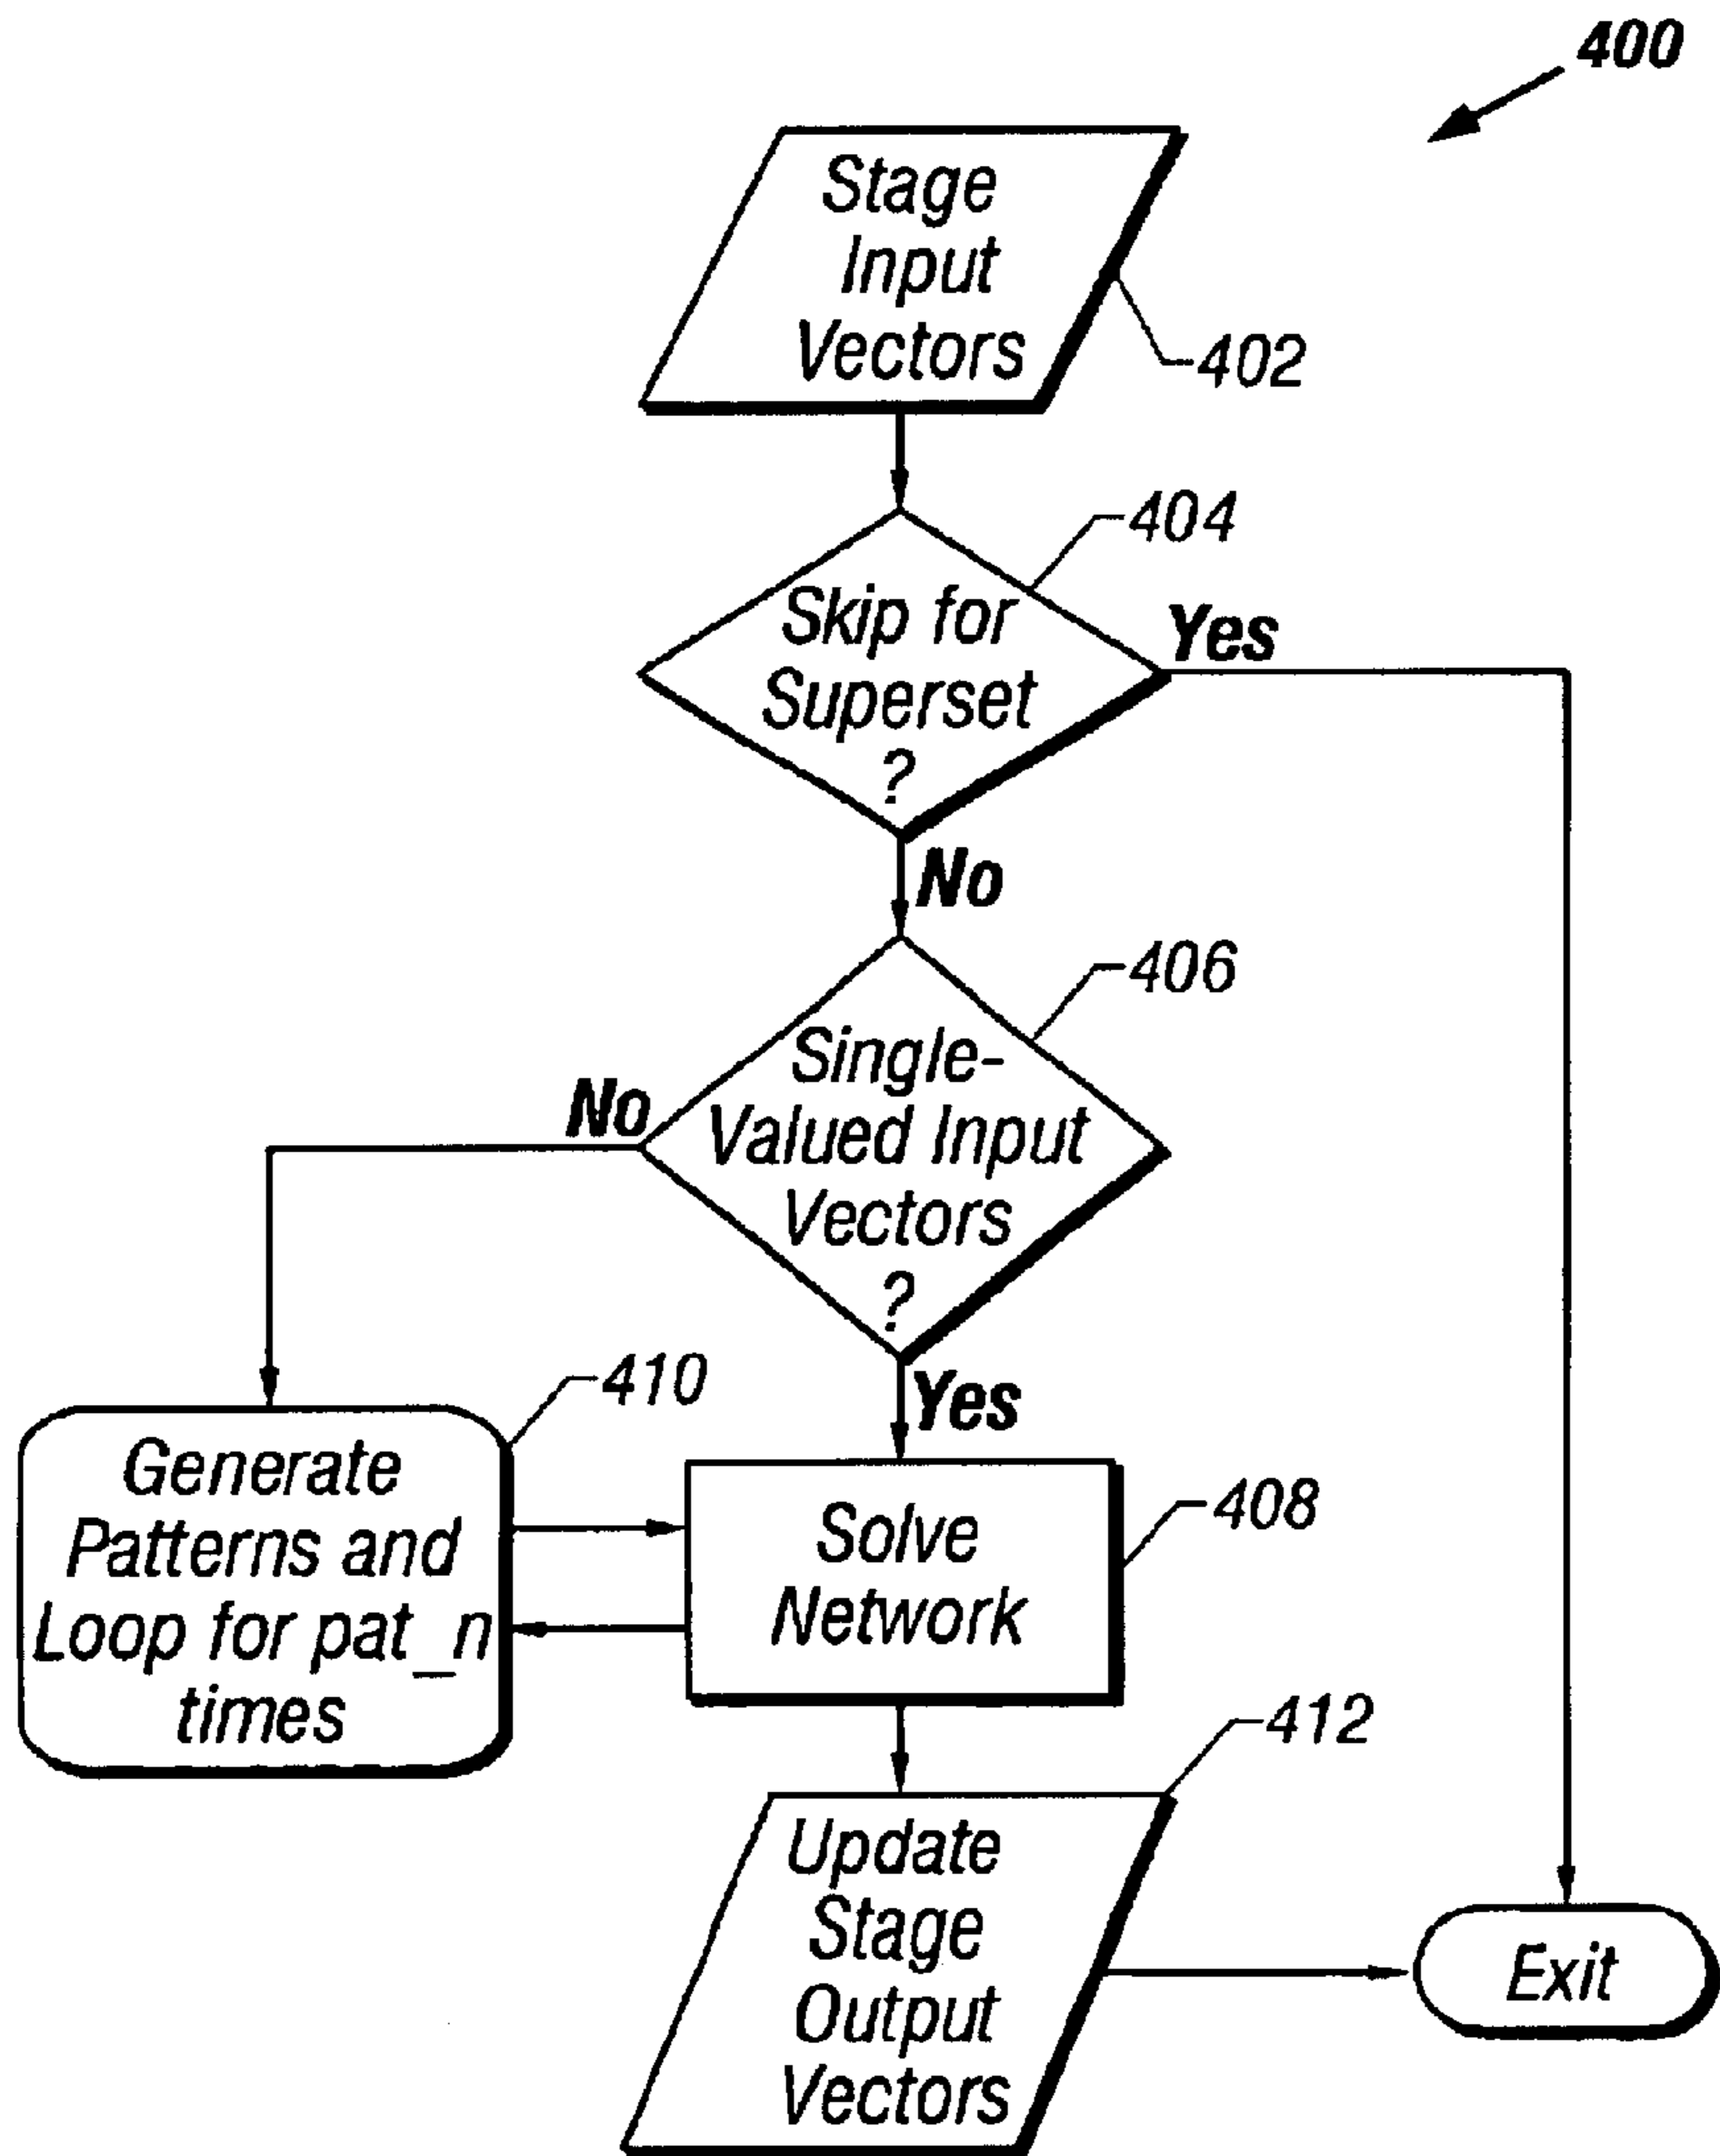 400
Stage
Input
Vectors
402
404
Skip for
Superset
?
Yes
No
406
Single-
Valued Input
Vectors
?
No
Yes
410
Generate
Patterns and
Loop for pat_n
times
408
Solve
Network
412
Update
Stage
Output
Vectors
Exit